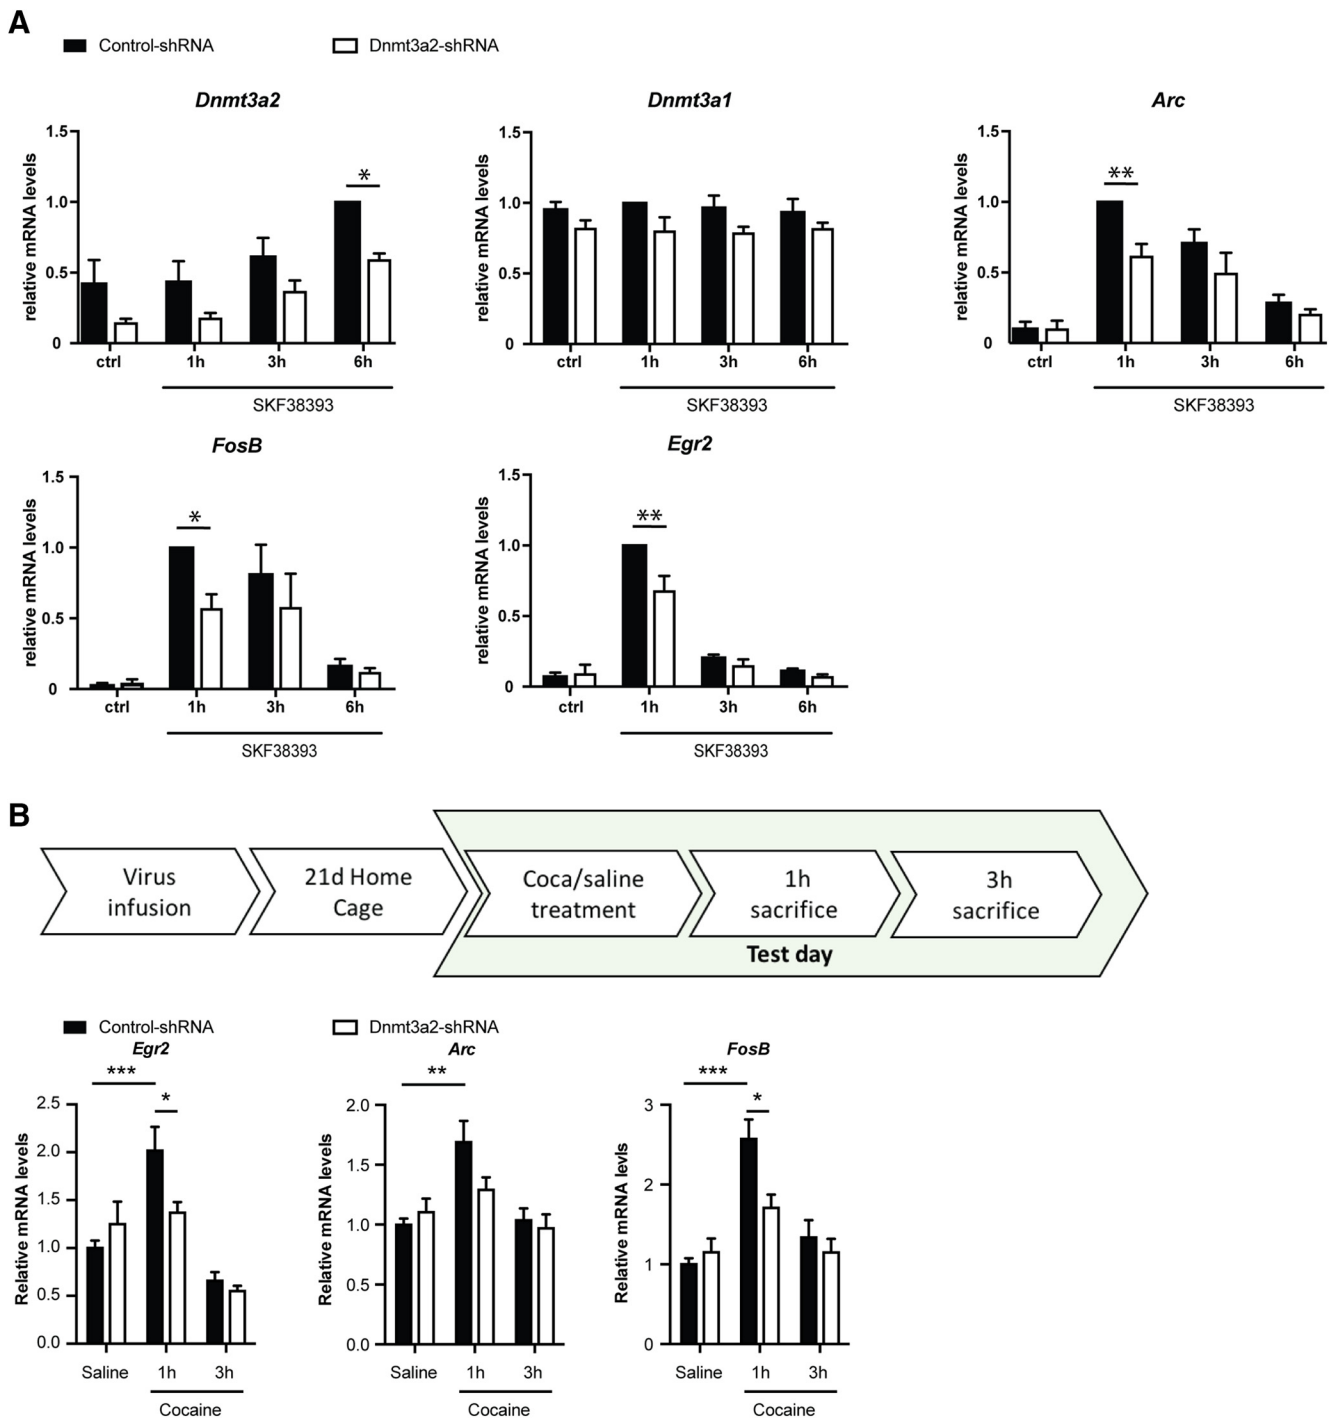 A
Control-shRNA
Dnmt3a2-shRNA
Dnmt3a2
relative mRNA levels
1.5
1.0
0.5
0
*
ctrl 1h 3h 6h
SKF38393
Dnmt3a1
relative mRNA levels
1.5
1.0
0.5
0
ctrl 1h 3h 6h
SKF38393
Arc
relative mRNA levels
1.5
1.0
0.5
0
**
ctrl 1h 3h 6h
SKF38393
FosB
relative mRNA levels
1.5
1.0
0.5
0
*
ctrl 1h 3h 6h
SKF38393
Egr2
relative mRNA levels
1.5
1.0
0.5
0
**
ctrl 1h 3h 6h
SKF38393
B
Virus
infusion
21d Home
Cage
Coca/saline
treatment
1h
sacrifice
3h
sacrifice
Test day
Control-shRNA
Dnmt3a2-shRNA
Egr2
Relative mRNA levels
2.5
2.0
1.5
1.0
0.5
0.0
***
*
Saline 1h 3h
Cocaine
Arc
Relative mRNA levels
2.0
1.5
1.0
0.5
0.0
**
Saline 1h 3h
Cocaine
FosB
Relative mRNA levls
3
2
1
0
***
*
Saline 1h 3h
Cocaine